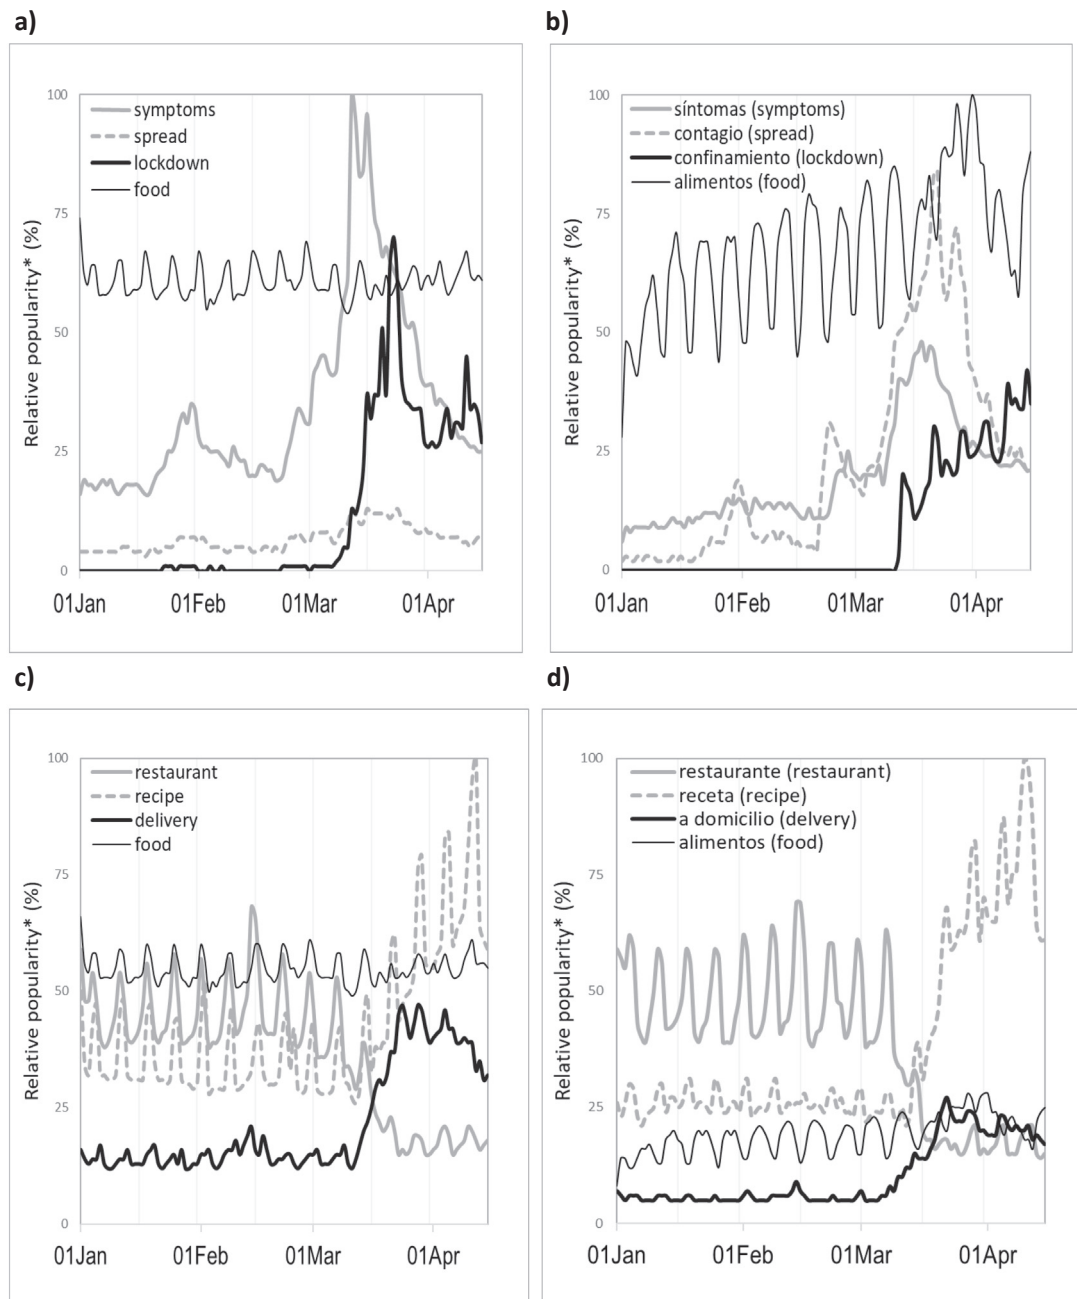 a)
100
75
50
25
0
Relative popularity* (%)
symptoms
spread
lockdown
food
01Jan 01Feb 01Mar 01Apr
b)
100
75
50
25
0
Relative popularity* (%)
síntomas (symptoms)
contagio (spread)
confinamiento (lockdown)
alimentos (food)
01Jan 01Feb 01Mar 01Apr
c)
100
75
50
25
0
Relative popularity* (%)
restaurant
recipe
delivery
food
01Jan 01Feb 01Mar 01Apr
d)
100
75
50
25
0
Relative popularity* (%)
restaurante (restaurant)
receta (recipe)
a domicilio (delvery)
alimentos (food)
01Jan 01Feb 01Mar 01Apr